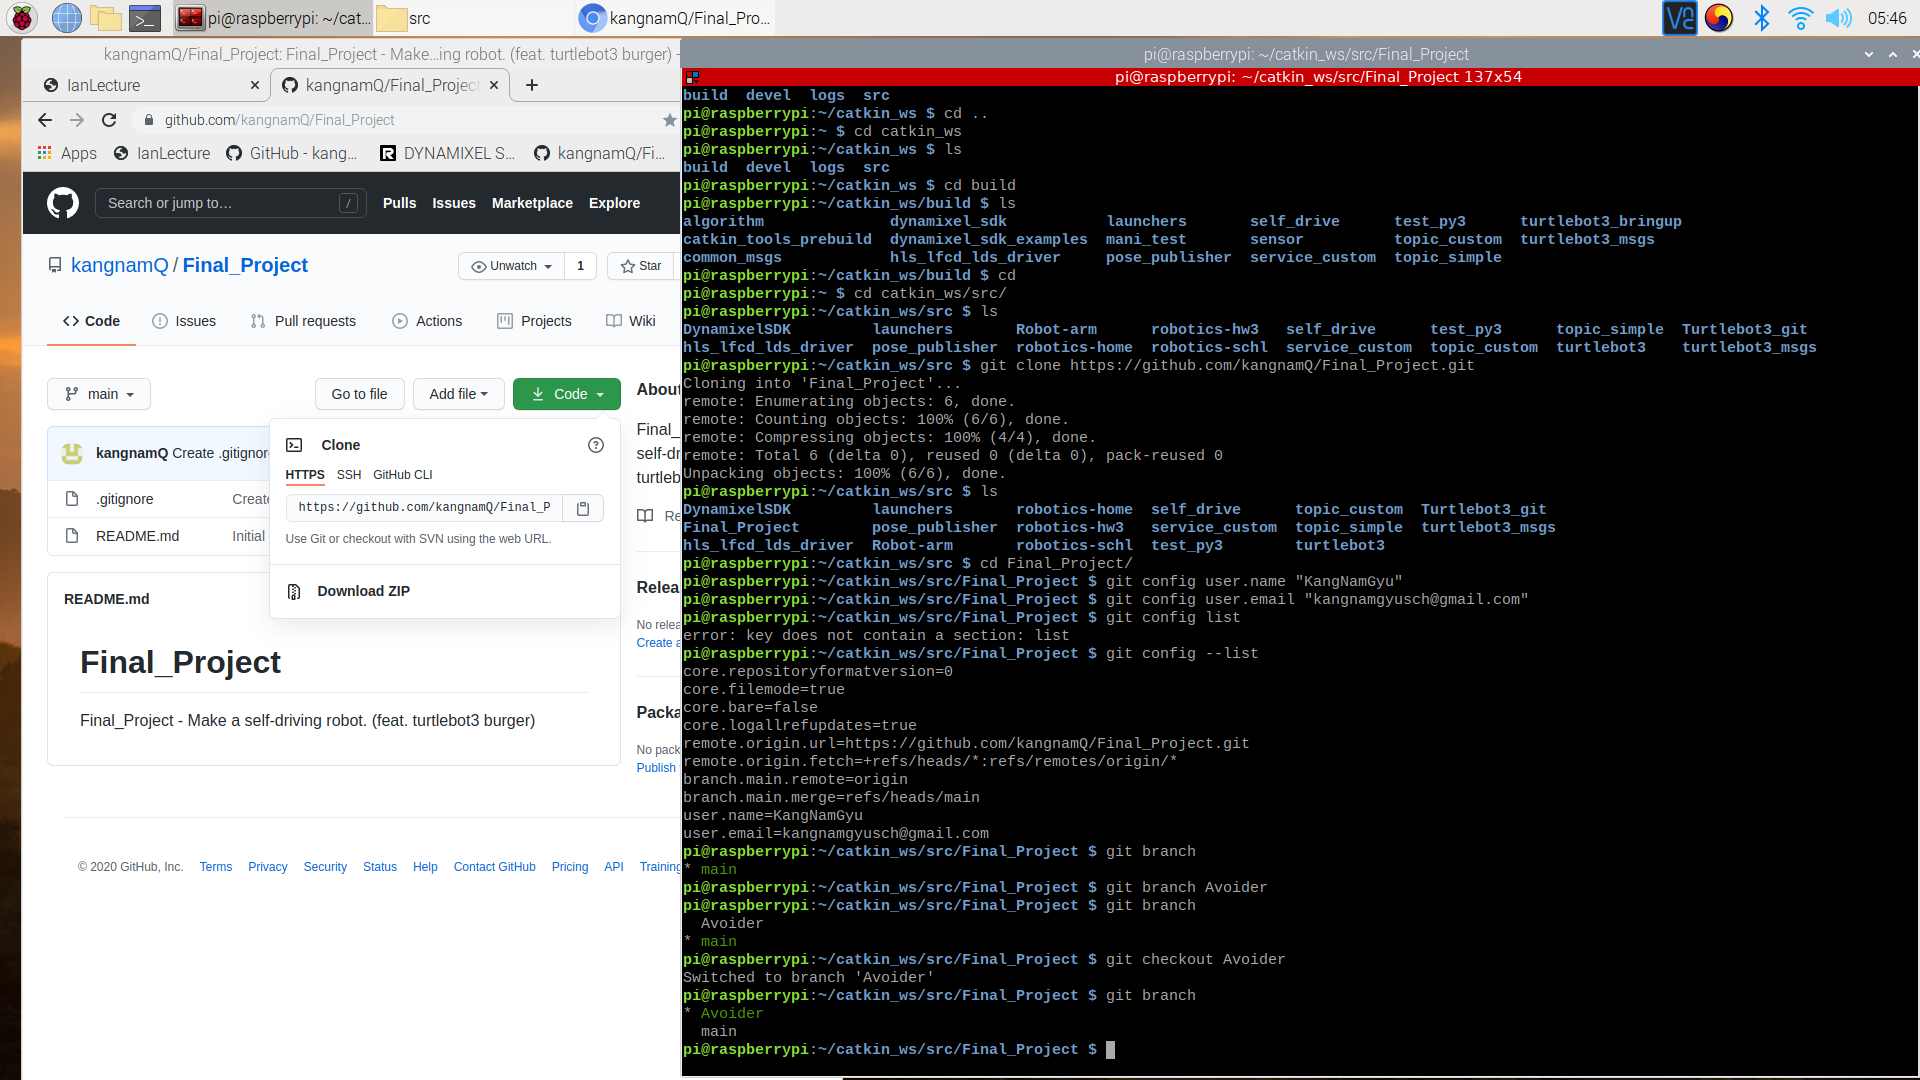 pi@raspberrypi: ~/cat...
src
kangnamQ/Final_Pro...
05:46
kangnamQ/Final_Project: Final_Project - Make...ing robot. (feat. turtlebot3 burger) -
IanLecture
kangnamQ/Final_Project
github.com/kangnamQ/Final_Project
Apps
IanLecture
GitHub - kang...
DYNAMIXEL S...
kangnamQ/Fi...
Search or jump to…
/
Pulls
Issues
Marketplace
Explore
kangnamQ / Final_Project
Unwatch
1
Star
Code
Issues
Pull requests
Actions
Projects
Wiki
main
Go to file
Add file
Code
Clone
HTTPS
SSH
GitHub CLI
https://github.com/kangnamQ/Final_P
Use Git or checkout with SVN using the web URL.
Download ZIP
kangnamQ Create .gitignore
.gitignore
Create
README.md
Initial
README.md
Final_Project
Final_Project - Make a self-driving robot. (feat. turtlebot3 burger)
About
Final_
self-dr
turtleb
Re
Relea
No relea
Create a
Packa
No pack
Publish
© 2020 GitHub, Inc.
Terms
Privacy
Security
Status
Help
Contact GitHub
Pricing
API
Training
pi@raspberrypi: ~/catkin_ws/src/Final_Project
pi@raspberrypi: ~/catkin_ws/src/Final_Project 137x54
build  devel  logs  src
pi@raspberrypi:~/catkin_ws $ cd ..
pi@raspberrypi:~ $ cd catkin_ws
pi@raspberrypi:~/catkin_ws $ ls
build  devel  logs  src
pi@raspberrypi:~/catkin_ws $ cd build
pi@raspberrypi:~/catkin_ws/build $ ls
algorithm              dynamixel_sdk           launchers       self_drive      test_py3      turtlebot3_bringup
catkin_tools_prebuild  dynamixel_sdk_examples  mani_test       sensor          topic_custom  turtlebot3_msgs
common_msgs            hls_lfcd_lds_driver     pose_publisher  service_custom  topic_simple
pi@raspberrypi:~/catkin_ws/build $ cd
pi@raspberrypi:~ $ cd catkin_ws/src/
pi@raspberrypi:~/catkin_ws/src $ ls
DynamixelSDK         launchers       Robot-arm      robotics-hw3   self_drive      test_py3      topic_simple  Turtlebot3_git
hls_lfcd_lds_driver  pose_publisher  robotics-home  robotics-schl  service_custom  topic_custom  turtlebot3    turtlebot3_msgs
pi@raspberrypi:~/catkin_ws/src $ git clone https://github.com/kangnamQ/Final_Project.git
Cloning into 'Final_Project'...
remote: Enumerating objects: 6, done.
remote: Counting objects: 100% (6/6), done.
remote: Compressing objects: 100% (4/4), done.
remote: Total 6 (delta 0), reused 0 (delta 0), pack-reused 0
Unpacking objects: 100% (6/6), done.
pi@raspberrypi:~/catkin_ws/src $ ls
DynamixelSDK         launchers       robotics-home  self_drive      topic_custom  Turtlebot3_git
Final_Project        pose_publisher  robotics-hw3   service_custom  topic_simple  turtlebot3_msgs
hls_lfcd_lds_driver  Robot-arm       robotics-schl  test_py3        turtlebot3
pi@raspberrypi:~/catkin_ws/src $ cd Final_Project/
pi@raspberrypi:~/catkin_ws/src/Final_Project $ git config user.name "KangNamGyu"
pi@raspberrypi:~/catkin_ws/src/Final_Project $ git config user.email "kangnamgyusch@gmail.com"
pi@raspberrypi:~/catkin_ws/src/Final_Project $ git config list
error: key does not contain a section: list
pi@raspberrypi:~/catkin_ws/src/Final_Project $ git config --list
core.repositoryformatversion=0
core.filemode=true
core.bare=false
core.logallrefupdates=true
remote.origin.url=https://github.com/kangnamQ/Final_Project.git
remote.origin.fetch=+refs/heads/*:refs/remotes/origin/*
branch.main.remote=origin
branch.main.merge=refs/heads/main
user.name=KangNamGyu
user.email=kangnamgyusch@gmail.com
pi@raspberrypi:~/catkin_ws/src/Final_Project $ git branch
* main
pi@raspberrypi:~/catkin_ws/src/Final_Project $ git branch Avoider
pi@raspberrypi:~/catkin_ws/src/Final_Project $ git branch
  Avoider
* main
pi@raspberrypi:~/catkin_ws/src/Final_Project $ git checkout Avoider
Switched to branch 'Avoider'
pi@raspberrypi:~/catkin_ws/src/Final_Project $ git branch
* Avoider
  main
pi@raspberrypi:~/catkin_ws/src/Final_Project $